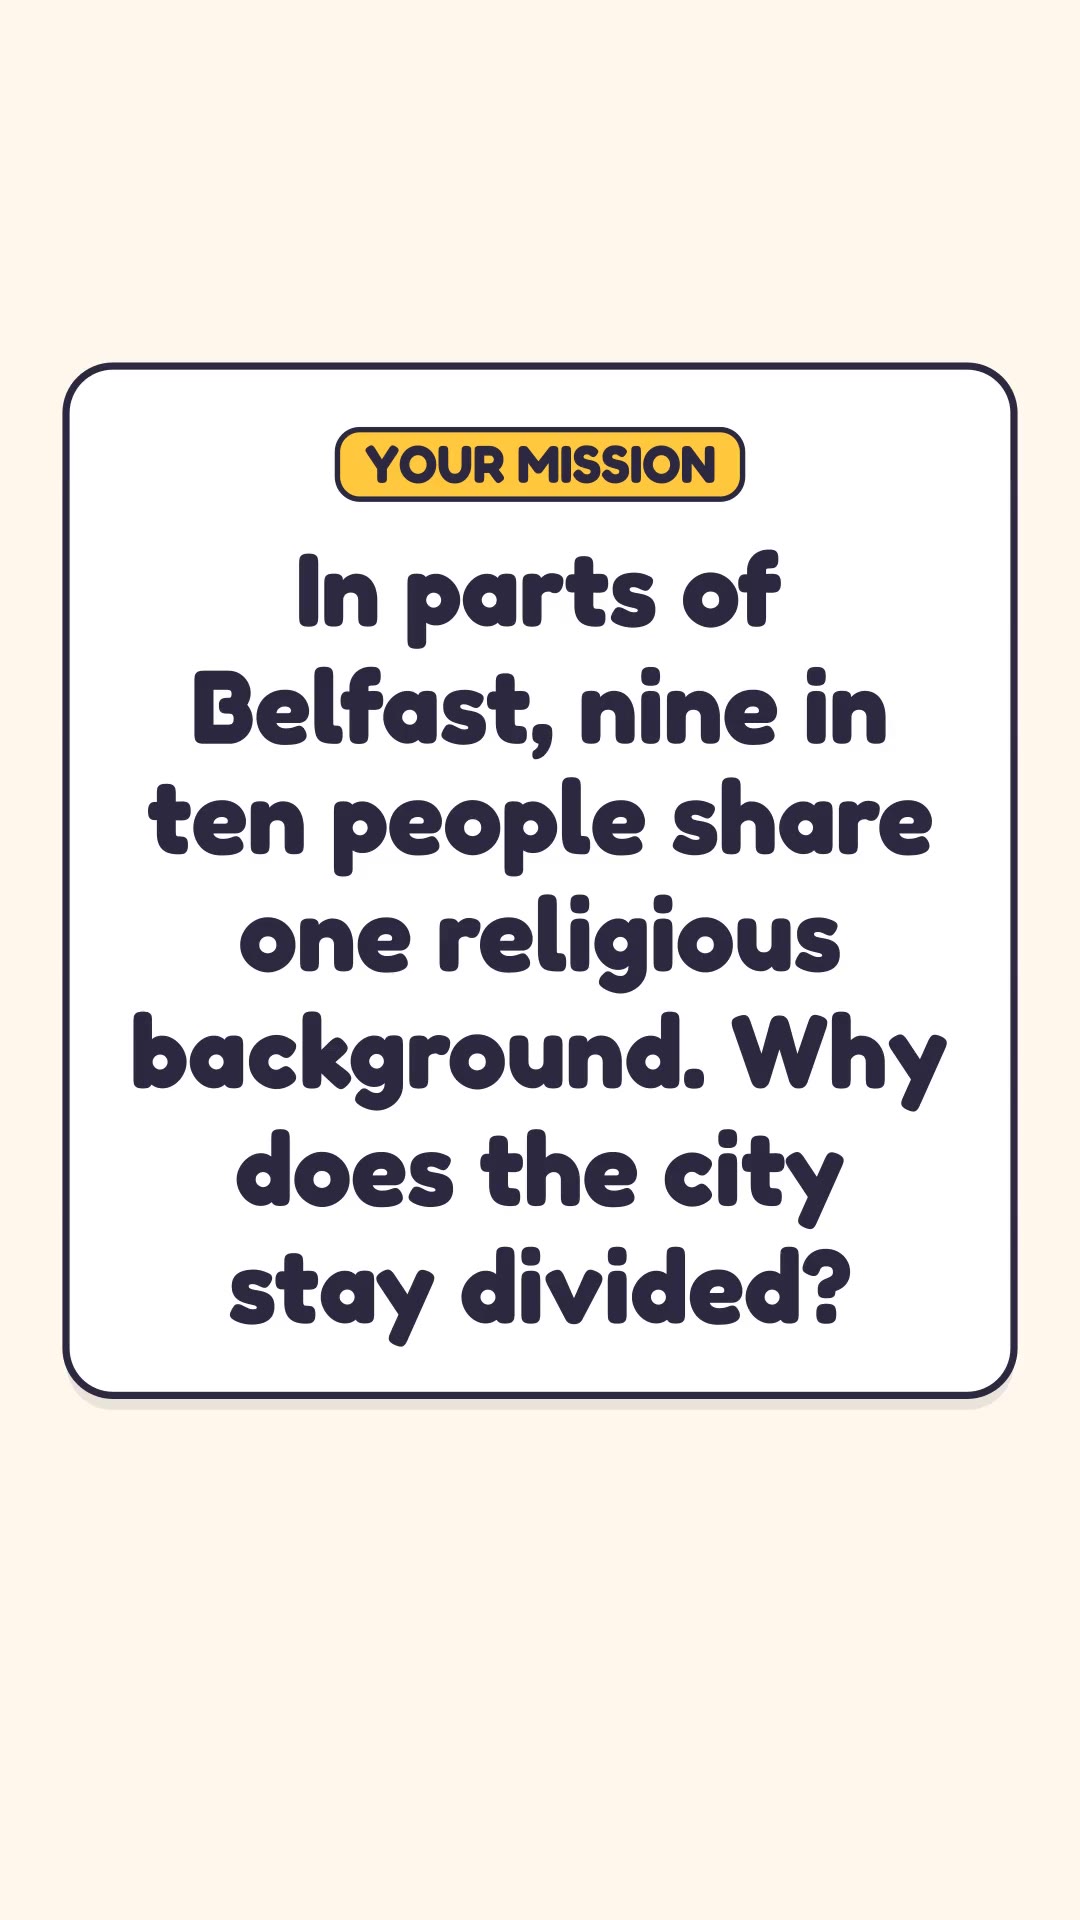 YOUR MISSION
In parts of
Belfast, nine in
ten people share
one religious
background. Why
does the city
stay divided?